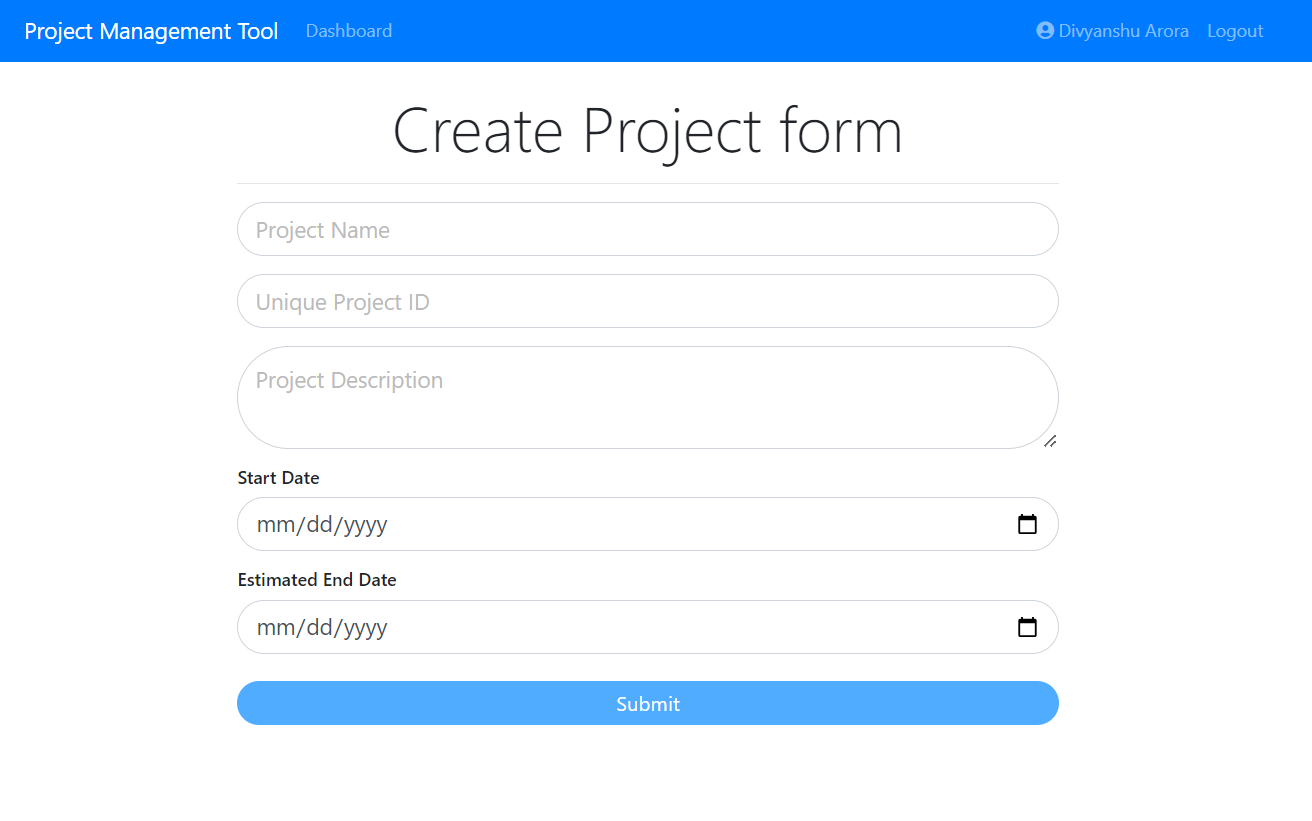 Project Management Tool Dashboard Divyanshu Arora Logout
Create Project form
Project Name
Unique Project ID
Project Description
Start Date
mm/dd/yyyy
Estimated End Date
mm/dd/yyyy
Submit